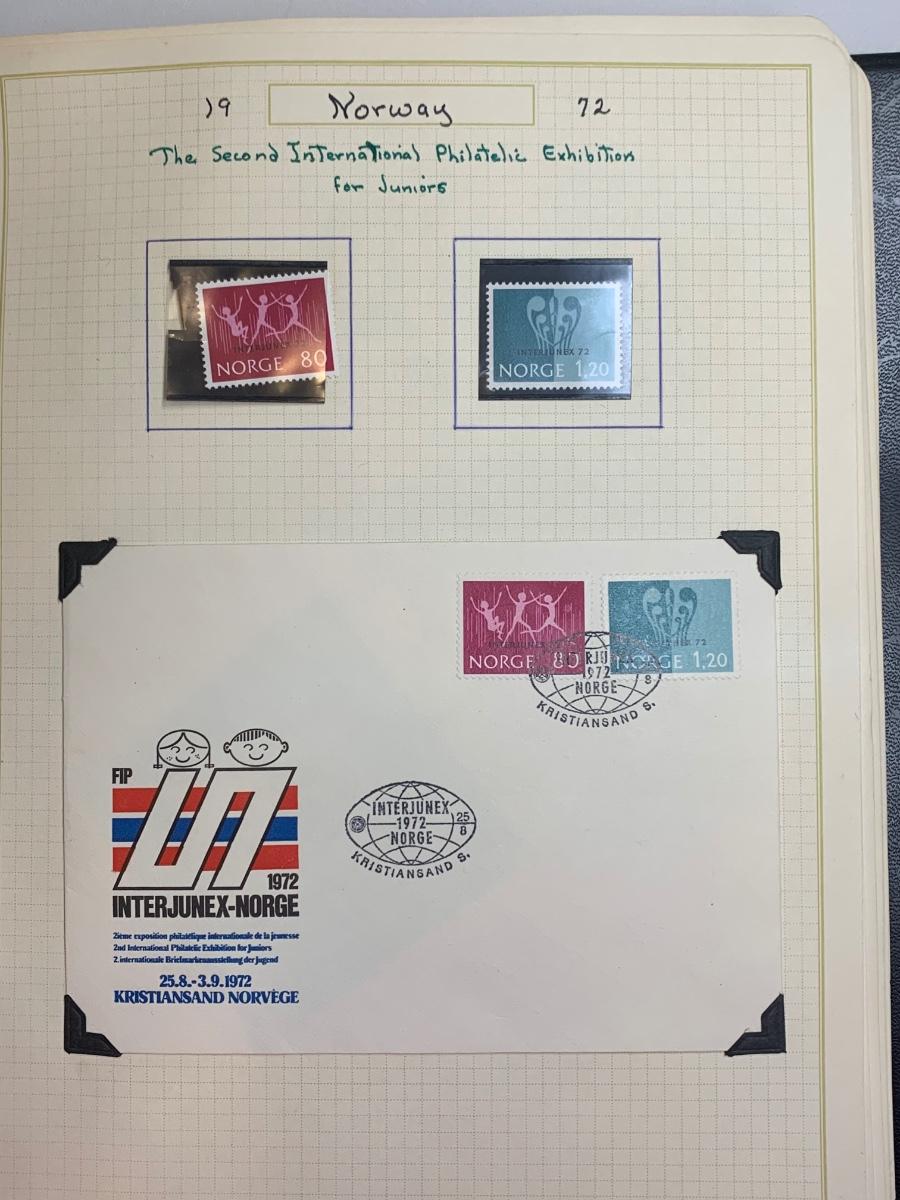 19 Norway 72
The Second International Philatelic Exhibition
for Juniors
INTERJUNEX 72
NORGE 80
INTERJUNEX 72
NORGE 1,20
NORGE 80
NORGE 1,20
1972
NORGE
8
KRISTIANSAND S.
FIP
1972
INTERJUNEX-NORGE
2ième exposition philatélique internationale de la jeunesse
2nd International Philatelic Exhibition for Juniors
2. internationale Briefmarkenausstellung der Jugend
25.8.-3.9.1972
KRISTIANSAND NORVÈGE
INTERJUNEX
1972
NORGE
25
8
KRISTIANSAND S.